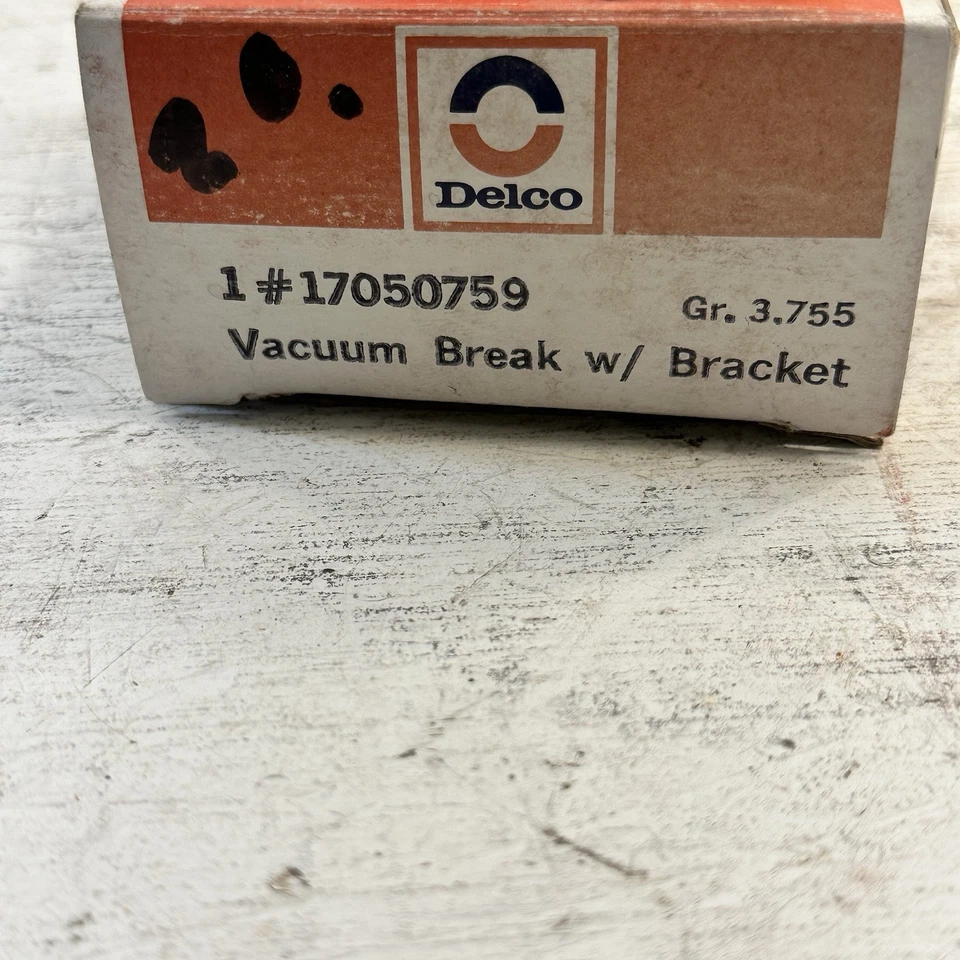 Delco
1 #17050759
Gr. 3.755
Vacuum Break w/ Bracket